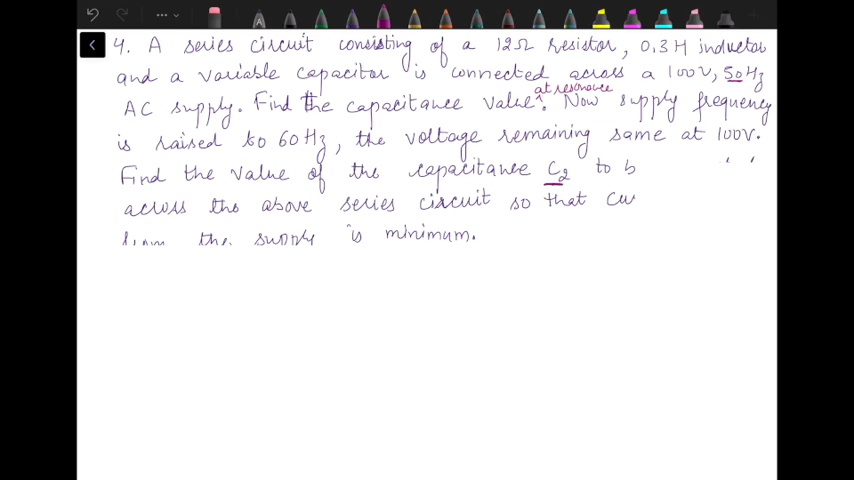 4. A series circuit consisting of a 12Ω resistor, 0.3H inductor
and a variable capacitor is connected across a 100V, 50Hz
at resonance
AC supply. Find the capacitance value^. Now supply frequency
is raised to 60Hz, the voltage remaining same at 100V.
Find the value of the capacitance C₂ to b
across the above series circuit so that cu
the supply is minimum.